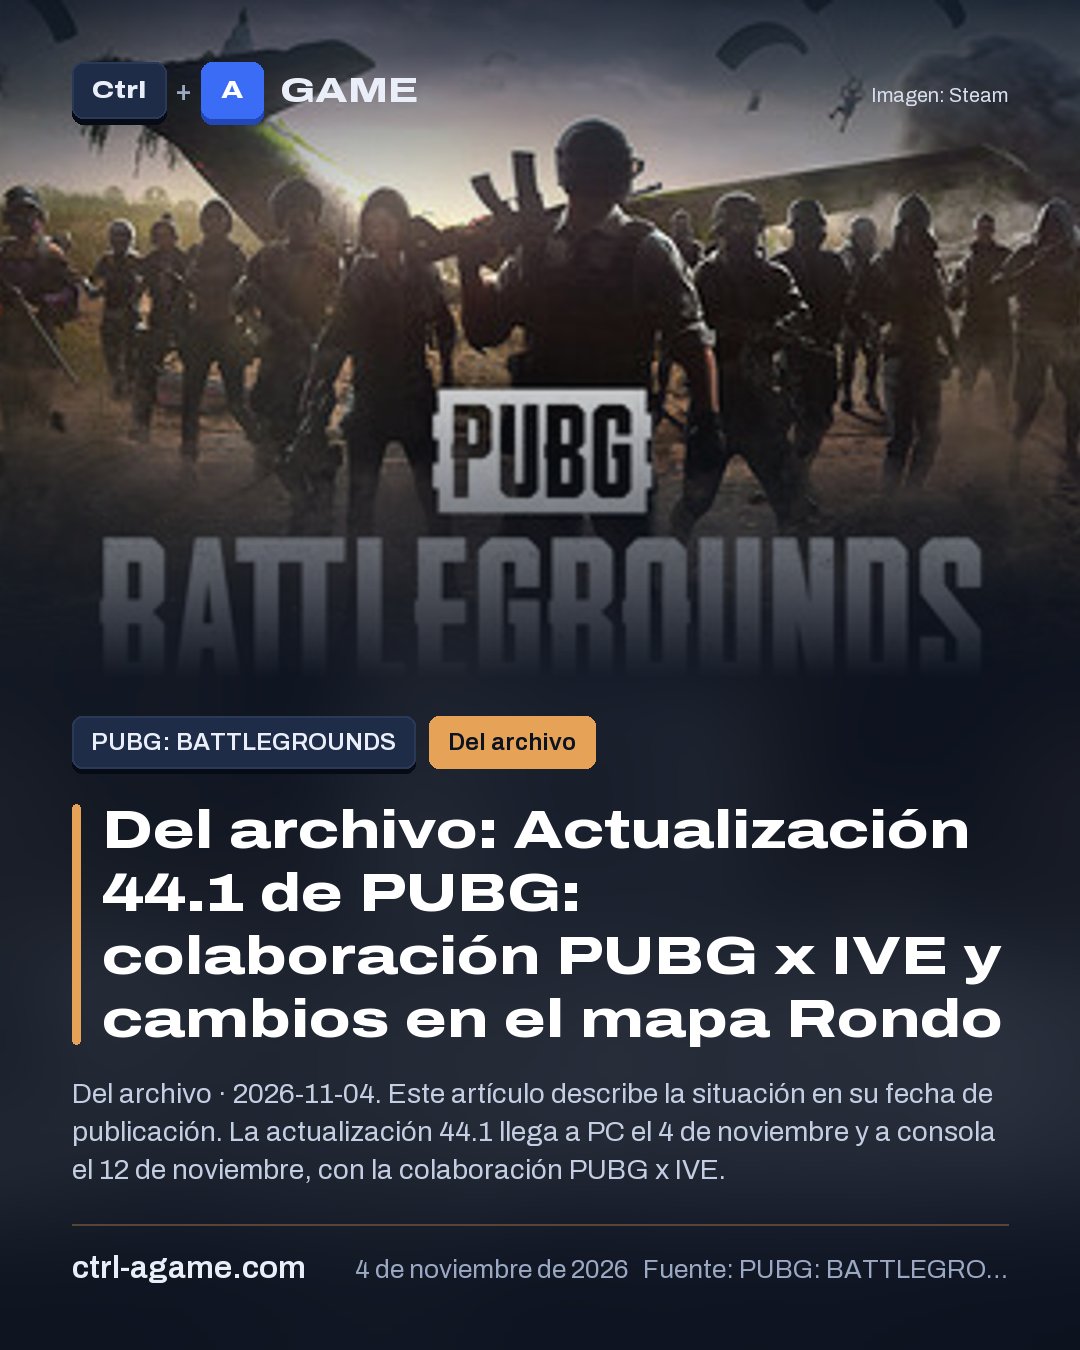 Ctrl + A GAME
Imagen: Steam
PUBG
BATTLEGROUNDS
PUBG: BATTLEGROUNDS
Del archivo
Del archivo: Actualización
44.1 de PUBG:
colaboración PUBG x IVE y
cambios en el mapa Rondo
Del archivo · 2026-11-04. Este artículo describe la situación en su fecha de
publicación. La actualización 44.1 llega a PC el 4 de noviembre y a consola
el 12 de noviembre, con la colaboración PUBG x IVE.
ctrl-agame.com
4 de noviembre de 2026 Fuente: PUBG: BATTLEGRO...